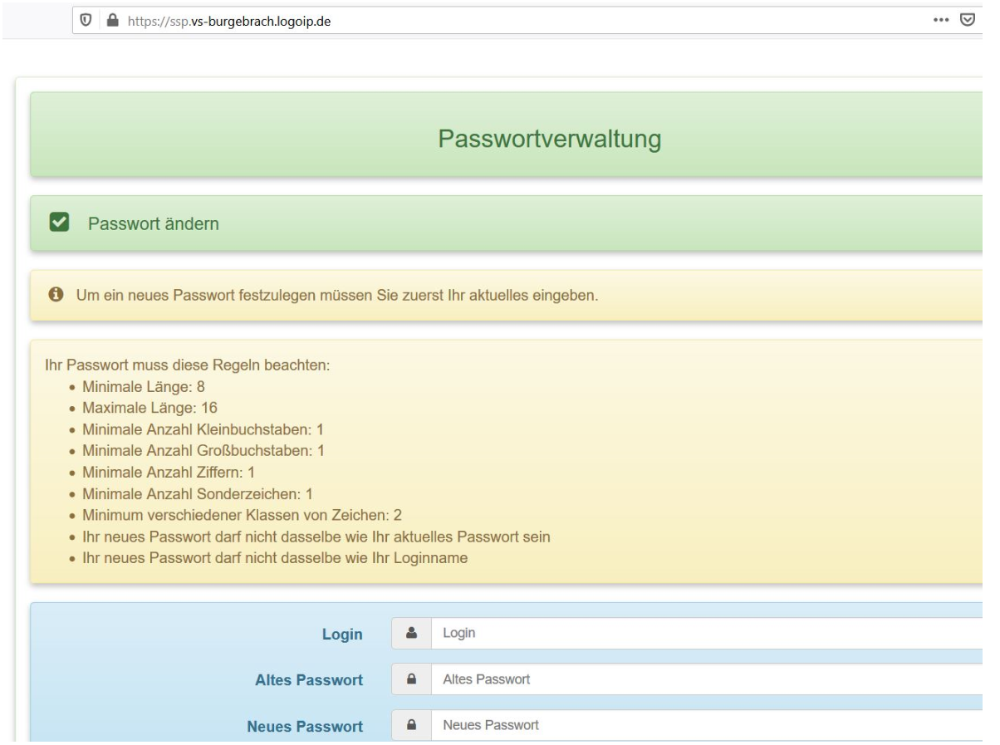 https://ssp.vs-burgebrach.logoip.de
Passwortverwaltung
Passwort ändern
Um ein neues Passwort festzulegen müssen Sie zuerst Ihr aktuelles eingeben.
Ihr Passwort muss diese Regeln beachten:
• Minimale Länge: 8
• Maximale Länge: 16
• Minimale Anzahl Kleinbuchstaben: 1
• Minimale Anzahl Großbuchstaben: 1
• Minimale Anzahl Ziffern: 1
• Minimale Anzahl Sonderzeichen: 1
• Minimum verschiedener Klassen von Zeichen: 2
• Ihr neues Passwort darf nicht dasselbe wie Ihr aktuelles Passwort sein
• Ihr neues Passwort darf nicht dasselbe wie Ihr Loginname
Login Login
Altes Passwort Altes Passwort
Neues Passwort Neues Passwort